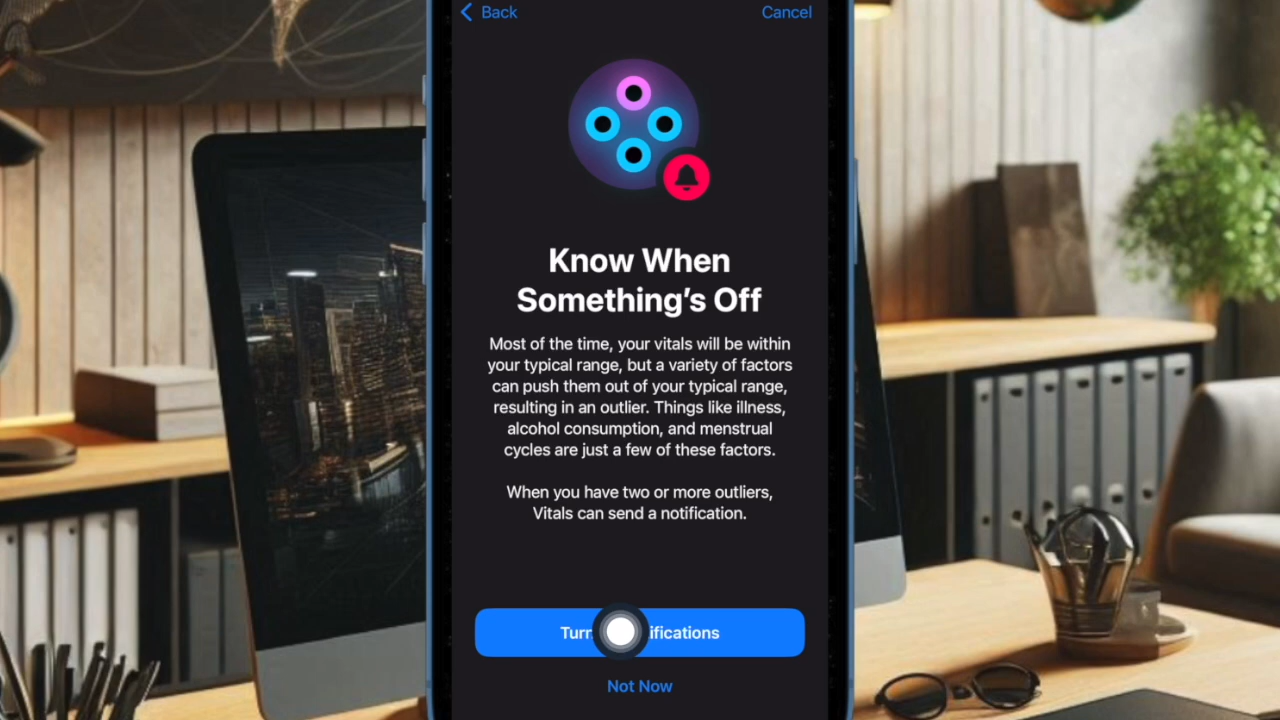 Back
Cancel
Know When
Something's Off
Most of the time, your vitals will be within
your typical range, but a variety of factors
can push them out of your typical range,
resulting in an outlier. Things like illness,
alcohol consumption, and menstrual
cycles are just a few of these factors.
When you have two or more outliers,
Vitals can send a notification.
Turn ifications
Not Now